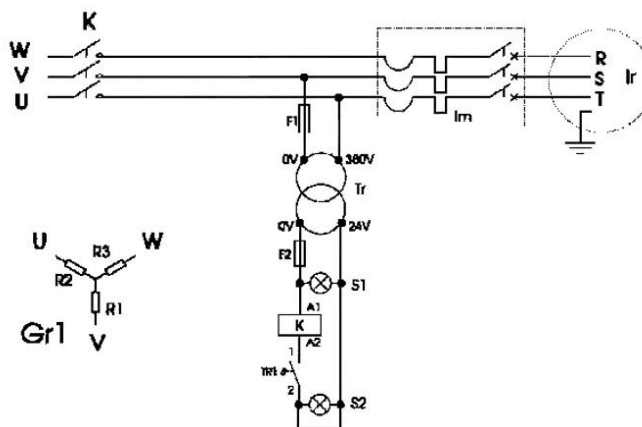 K
W
V
U
R
S
T
Ir
Im
F1
0V
380V
Tr
0V
24V
F2
S1
A1
K
A2
1
2
S2
U
W
R2
R3
R1
V
Gr1